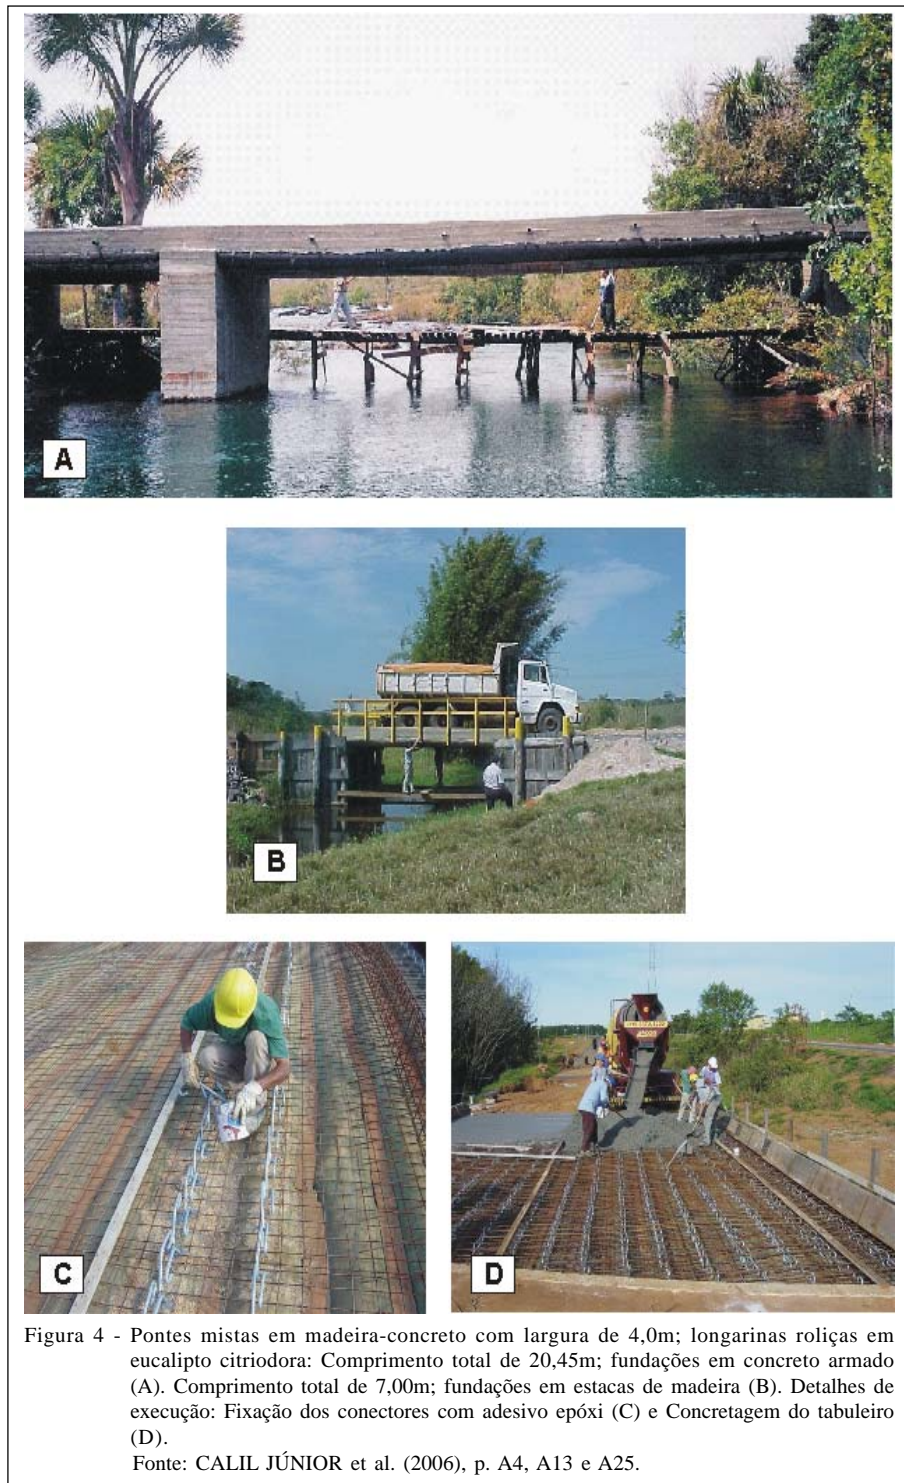 A
B
C
D
Figura 4 - Pontes mistas em madeira-concreto com largura de 4,0m; longarinas roliças em
eucalipto citriodora: Comprimento total de 20,45m; fundações em concreto armado
(A). Comprimento total de 7,00m; fundações em estacas de madeira (B). Detalhes de
execução: Fixação dos conectores com adesivo epóxi (C) e Concretagem do tabuleiro
(D).
Fonte: CALIL JÚNIOR et al. (2006), p. A4, A13 e A25.